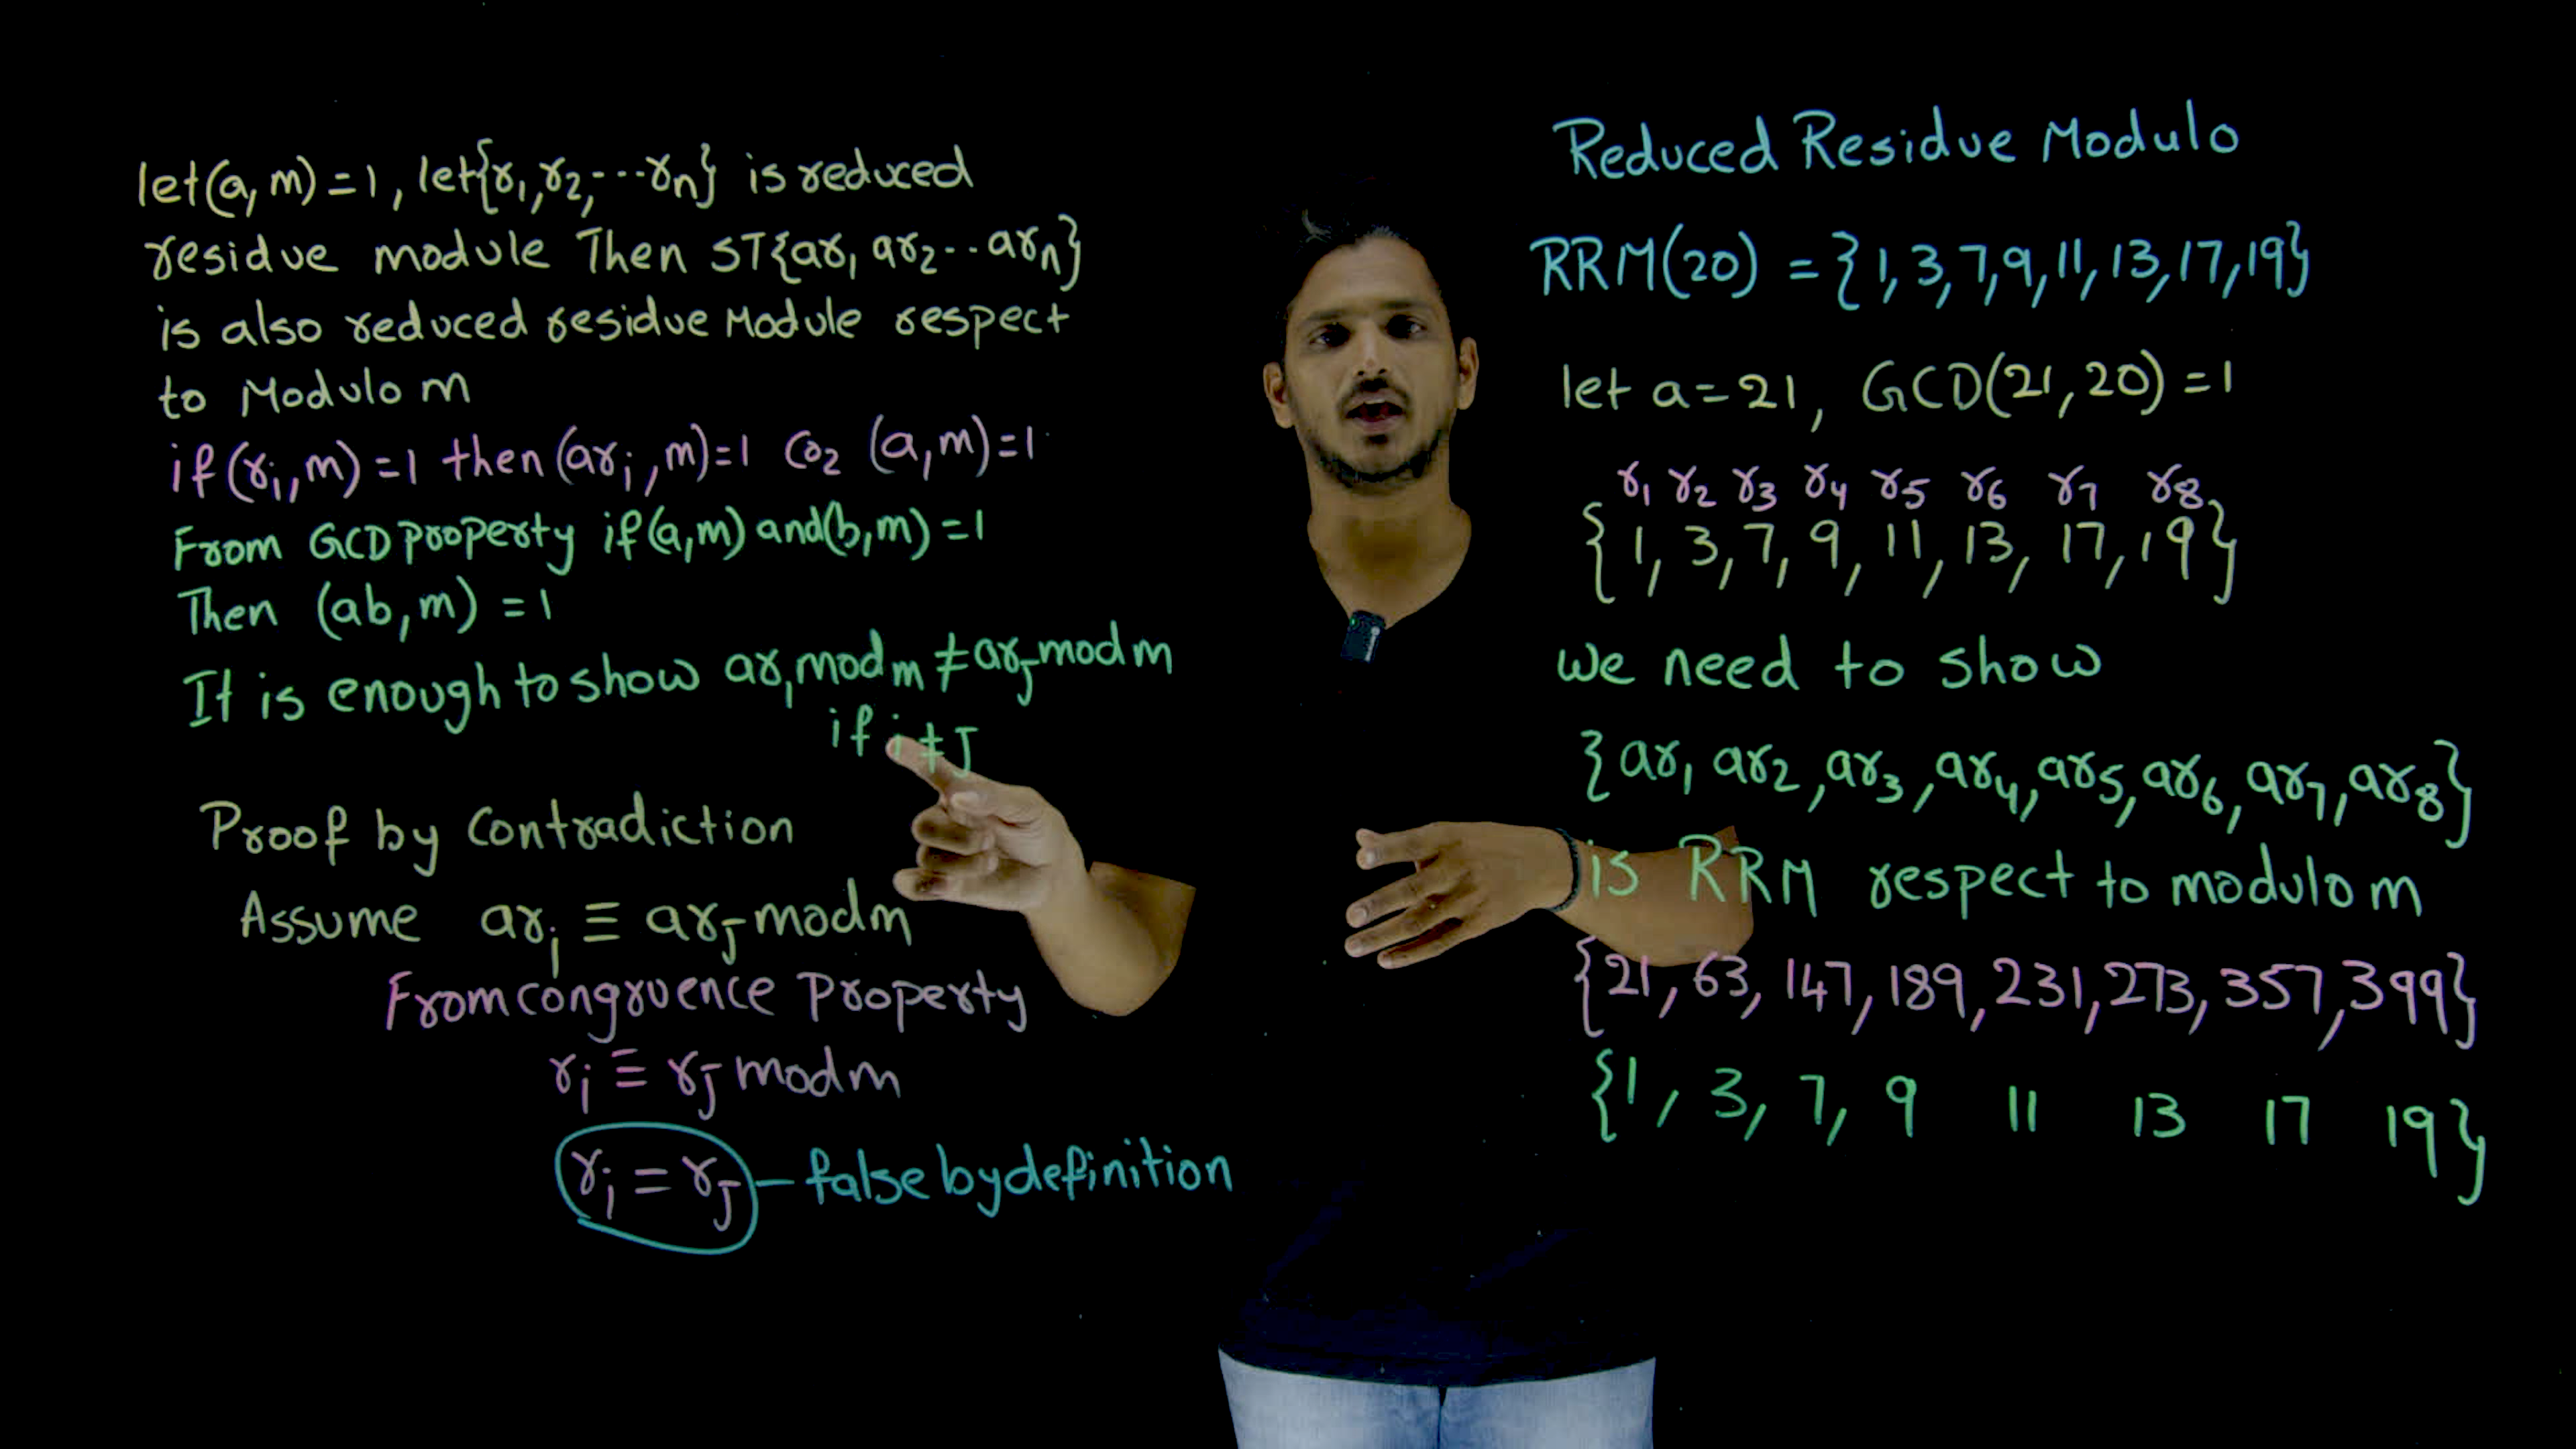 let (a, m) = 1, let {r1, r2, ... rn} is reduced
residue module Then ST {ar1 ar2 .. arn}
is also reduced residue Module respect
to Modulo m
if (ri, m) = 1 then (ari, m) = 1 Coz (a, m) = 1
From GCD property if (a, m) and (b, m) = 1
Then (ab, m) = 1
It is enough to show ari mod m ≠ arJ mod m
if i ≠ J
Proof by Contradiction
Assume ari ≡ arJ mod m
From congruence Property
ri ≡ rJ mod m
ri = rJ — false by definition
Reduced Residue Modulo
RRM(20) = {1, 3, 7, 9, 11, 13, 17, 19}
let a = 21, GCD(21, 20) = 1
r1 r2 r3 r4 r5 r6 r7 r8
{1, 3, 7, 9, 11, 13, 17, 19}
we need to show
{ar1 ar2, ar3, ar4, ar5, ar6, ar7, ar8}
is RRM respect to modulo m
{21, 63, 147, 189, 231, 273, 357, 399}
{1, 3, 7, 9 11 13 17 19}